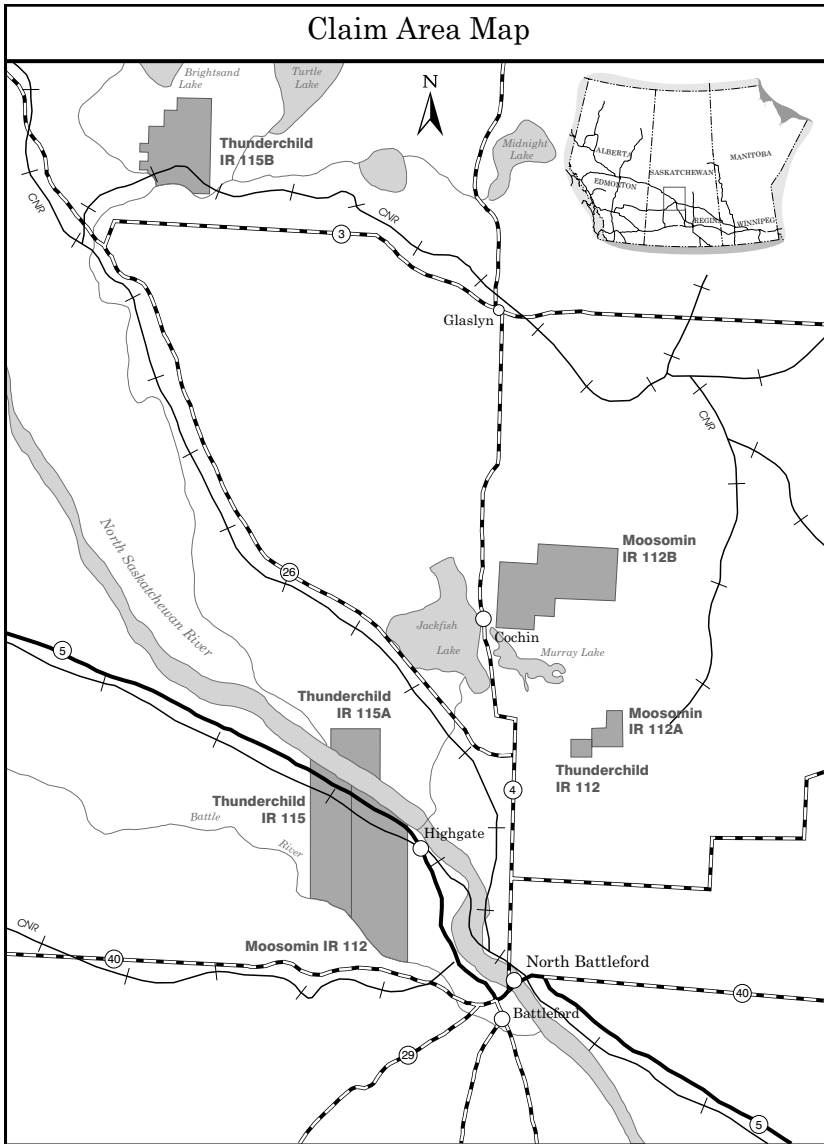 Claim Area Map
Brightsand
Lake
Turtle
Lake
N
Thunderchild
IR 115B
Midnight
Lake
ALBERTA
EDMONTON
SASKATCHEWAN
MANITOBA
REGINA
WINNIPEG
CNR
CNR
3
Glaslyn
CNR
North Saskatchewan River
26
Moosomin
IR 112B
Jackfish
Lake
Cochin
Murray Lake
5
Thunderchild
IR 115A
Moosomin
IR 112A
Thunderchild
IR 112
Thunderchild
IR 115
4
Battle
River
Highgate
CNR
Moosomin IR 112
40
North Battleford
40
Battleford
29
5